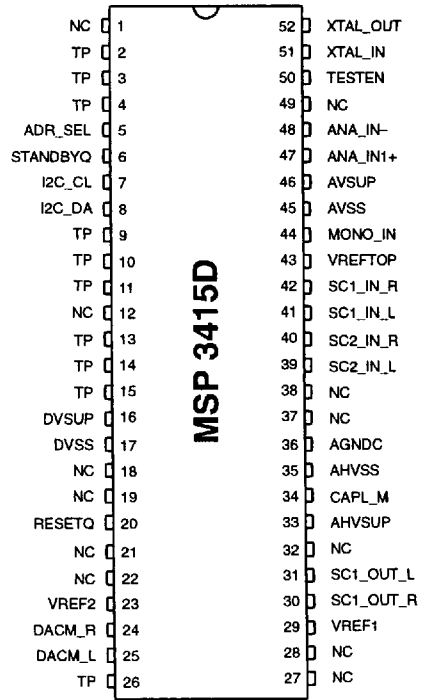 NC 1 52 XTAL_OUT
TP 2 51 XTAL_IN
TP 3 50 TESTEN
TP 4 49 NC
ADR_SEL 5 48 ANA_IN–
STANDBYQ 6 47 ANA_IN1+
I2C_CL 7 46 AVSUP
I2C_DA 8 45 AVSS
TP 9 44 MONO_IN
TP 10 43 VREFTOP
TP 11 42 SC1_IN_R
NC 12 41 SC1_IN_L
TP 13 40 SC2_IN_R
TP 14 39 SC2_IN_L
TP 15 38 NC
DVSUP 16 37 NC
DVSS 17 36 AGNDC
NC 18 35 AHVSS
NC 19 34 CAPL_M
RESETQ 20 33 AHVSUP
NC 21 32 NC
NC 22 31 SC1_OUT_L
VREF2 23 30 SC1_OUT_R
DACM_R 24 29 VREF1
DACM_L 25 28 NC
TP 26 27 NC
MSP 3415D